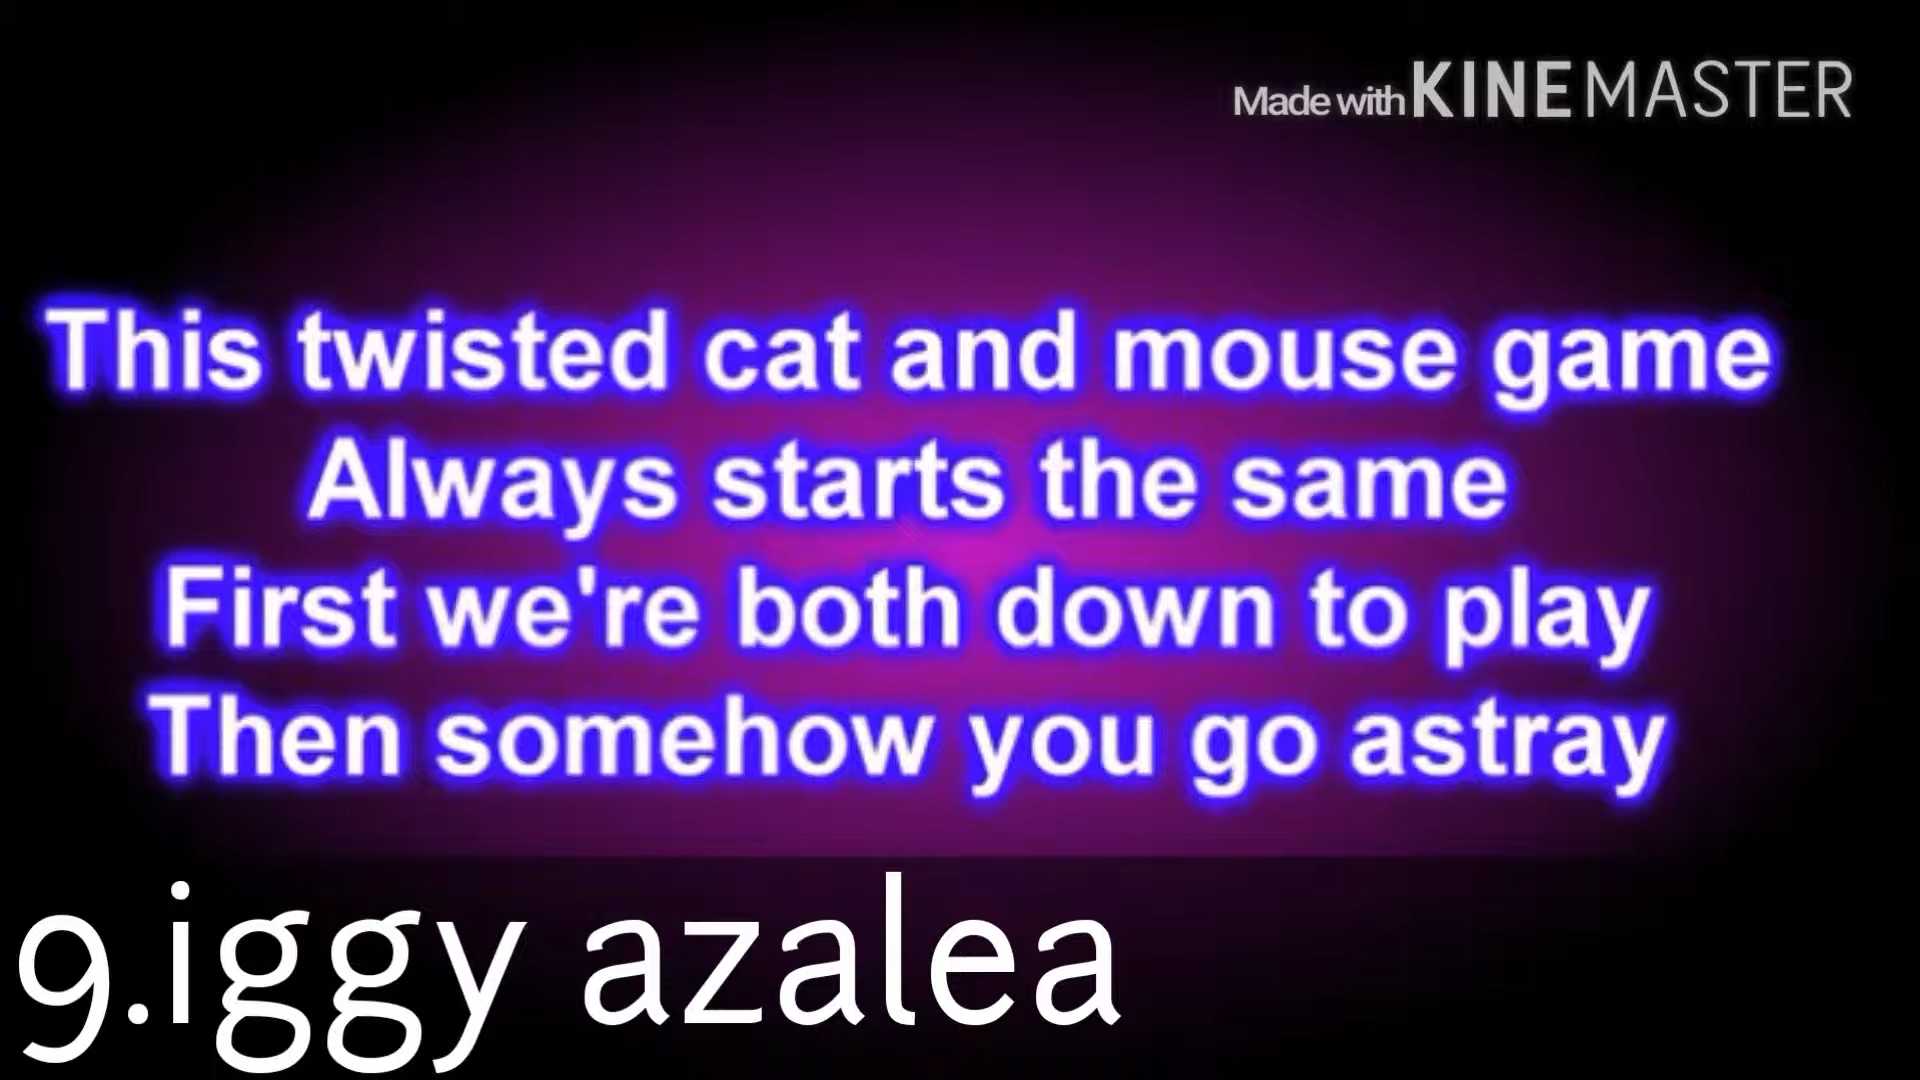 Made with KINEMASTER
This twisted cat and mouse game
Always starts the same
First we're both down to play
Then somehow you go astray
9.iggy azalea